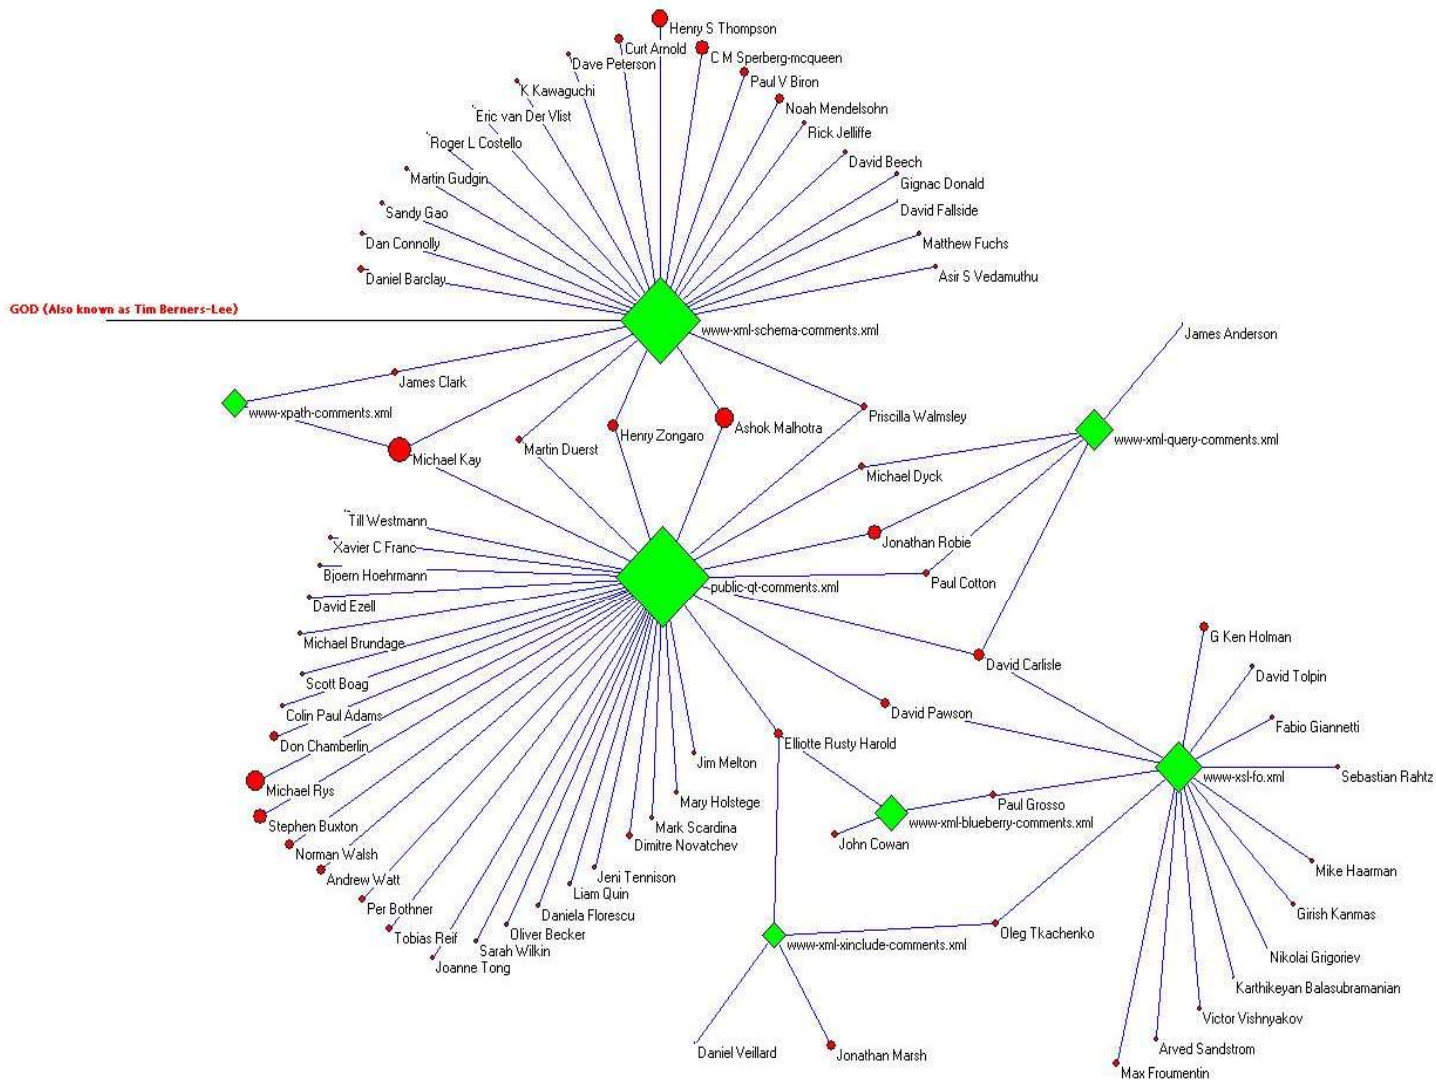 Henry S Thompson
Curt Arnold
C M Sperberg-mcqueen
Dave Peterson
Paul V Biron
K Kawaguchi
Noah Mendelsohn
Eric van Der Vlist
Rick Jelliffe
Roger L Costello
David Beech
Martin Gudgin
Gignac Donald
Sandy Gao
David Fallside
Dan Connolly
Matthew Fuchs
Daniel Barclay
Asir S Vedamuthu
GOD (Also known as Tim Berners-Lee)
www-xml-schema-comments.xml
James Anderson
James Clark
www-xpath-comments.xml
Priscilla Walmsley
Ashok Malhotra
Henry Zongaro
www-xml-query-comments.xml
Martin Duerst
Michael Kay
Michael Dyck
Till Westmann
Jonathan Robie
Xavier C Franc
Bjoern Hoehrmann
Paul Cotton
public-qt-comments.xml
David Ezell
G Ken Holman
Michael Brundage
David Carlisle
David Tolpin
Scott Boag
Colin Paul Adams
David Pawson
Fabio Giannetti
Don Chamberlin
Elliotte Rusty Harold
Jim Melton
www-xsl-fo.xml
Sebastian Rahtz
Michael Rys
Mary Holstege
Paul Grosso
www-xml-blueberry-comments.xml
Stephen Buxton
Mark Scardina
Dimitre Novatchev
John Cowan
Norman Walsh
Mike Haarman
Andrew Watt
Jeni Tennison
Liam Quin
Per Bothner
Daniela Florescu
Girish Kanmas
Oliver Becker
Oleg Tkachenko
Tobias Reif
www-xml-xinclude-comments.xml
Sarah Wilkin
Nikolai Grigoriev
Joanne Tong
Karthikeyan Balasubramanian
Victor Vishnyakov
Daniel Veillard
Jonathan Marsh
Arved Sandstrom
Max Froumentin